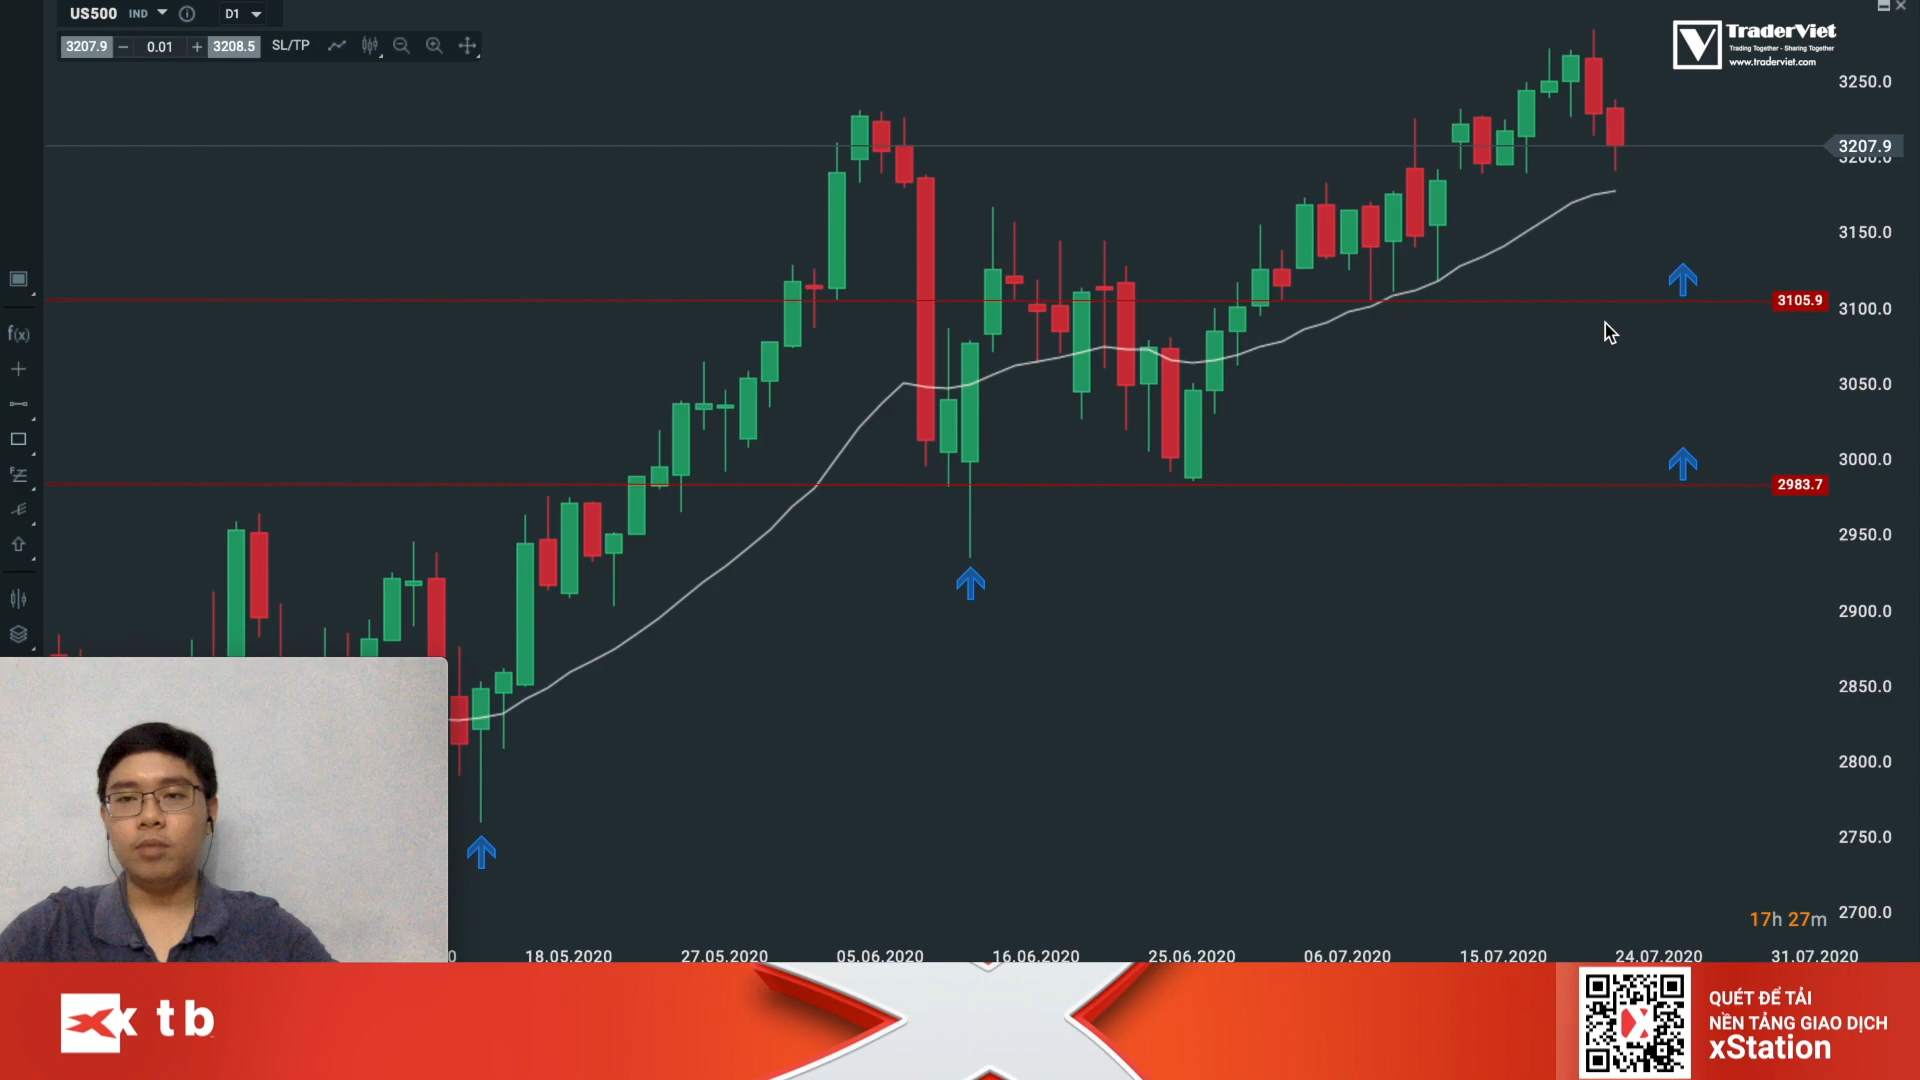 US500 IND D1
3207.9 − 0.01 + 3208.5 SL/TP
TraderViet
Trading Together - Sharing Together
www.traderviet.com
3250.0
3207.9
3200.0
3150.0
3105.9
3100.0
3050.0
3000.0
2983.7
2950.0
2900.0
2850.0
2800.0
2750.0
2700.0
f(x)
17h 27m
0 18.05.2020 27.05.2020 05.06.2020 16.06.2020 25.06.2020 06.07.2020 15.07.2020 24.07.2020 31.07.2020
x tb
QUÉT ĐỂ TẢI
NỀN TẢNG GIAO DỊCH
xStation